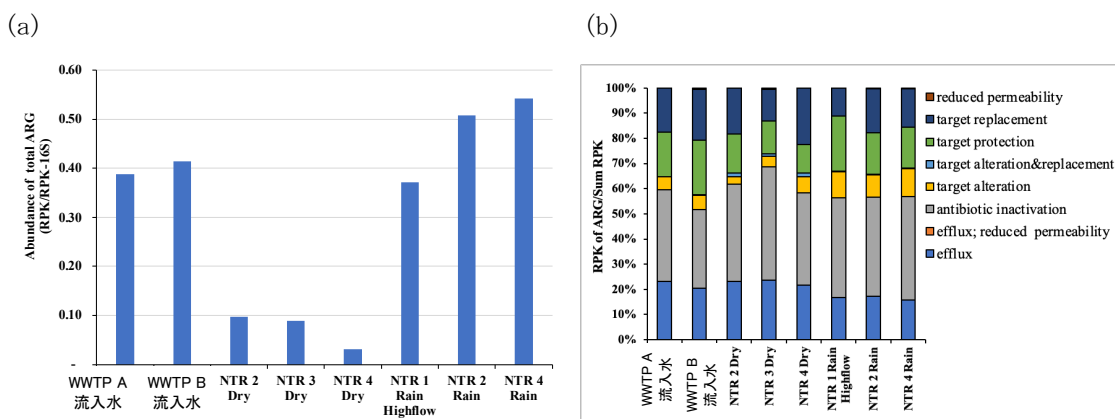 (a)
Abundance of total ARG
(RPK/RPK-16S)
0.60
0.50
0.40
0.30
0.20
0.10
-
WWTP A
流入水
WWTP B
流入水
NTR 2
Dry
NTR 3
Dry
NTR 4
Dry
NTR 1
Rain
Highflow
NTR 2
Rain
NTR 4
Rain
(b)
RPK of ARG/Sum RPK
100%
90%
80%
70%
60%
50%
40%
30%
20%
10%
0%
WWTP A
流入水
WWTP B
流入水
NTR 2 Dry
NTR 3 Dry
NTR 4 Dry
NTR 1 Rain
Highflow
NTR 2 Rain
NTR 4 Rain
reduced permeability
target replacement
target protection
target alteration&replacement
target alteration
antibiotic inactivation
efflux; reduced permeability
efflux